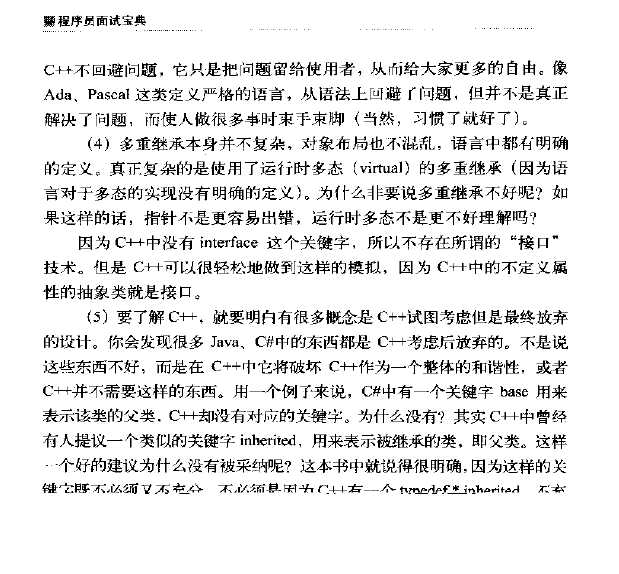 程序员面试宝典
C++不回避问题，它只是把问题留给使用者，从而给大家更多的自由。像
Ada、Pascal 这类定义严格的语言，从语法上回避了问题，但并不是真正
解决了问题，而使人做很多事时束手束脚（当然，习惯了就好了）。
（4）多重继承本身并不复杂，对象布局也不混乱，语言中都有明确
的定义。真正复杂的是使用了运行时多态（virtual）的多重继承（因为语
言对于多态的实现没有明确的定义）。为什么非要说多重继承不好呢？如
果这样的话，指针不是更容易出错，运行时多态不是更不好理解吗？
因为 C++中没有 interface 这个关键字，所以不存在所谓的“接口”
技术。但是 C++可以很轻松地做到这样的模拟，因为 C++中的不定义属
性的抽象类就是接口。
（5）要了解 C++，就要明白有很多概念是 C++试图考虑但是最终放弃
的设计。你会发现很多 Java、C#中的东西都是 C++考虑后放弃的。不是说
这些东西不好，而是在 C++中它将破坏 C++作为一个整体的和谐性，或者
C++并不需要这样的东西。用一个例子来说，C#中有一个关键字 base 用来
表示该类的父类，C++却没有对应的关键字。为什么没有？其实 C++中曾经
有人提议一个类似的关键字 inherited，用来表示被继承的类，即父类。这样
一个好的建议为什么没有被采纳呢？这本书中就说得很明确，因为这样的关
键字既不必须又不充分。不必须是因为 C++有一个 typedef * inherited，不充